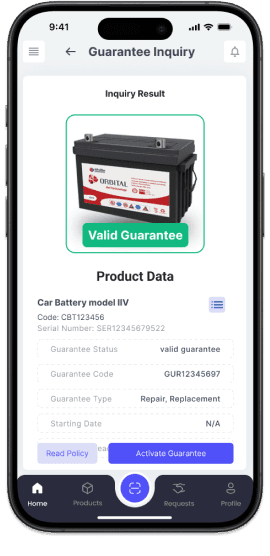 9:41
Guarantee Inquiry
Inquiry Result
ORBITAL
Valid Guarantee
Product Data
Car Battery model IIV
Code: CBT123456
Serial Number: SER12345679522
Guarantee Status valid guarantee
Guarantee Code GUR12345697
Guarantee Type Repair, Replacement
Starting Date N/A
Read Policy
Activate Guarantee
Home Products Requests Profile